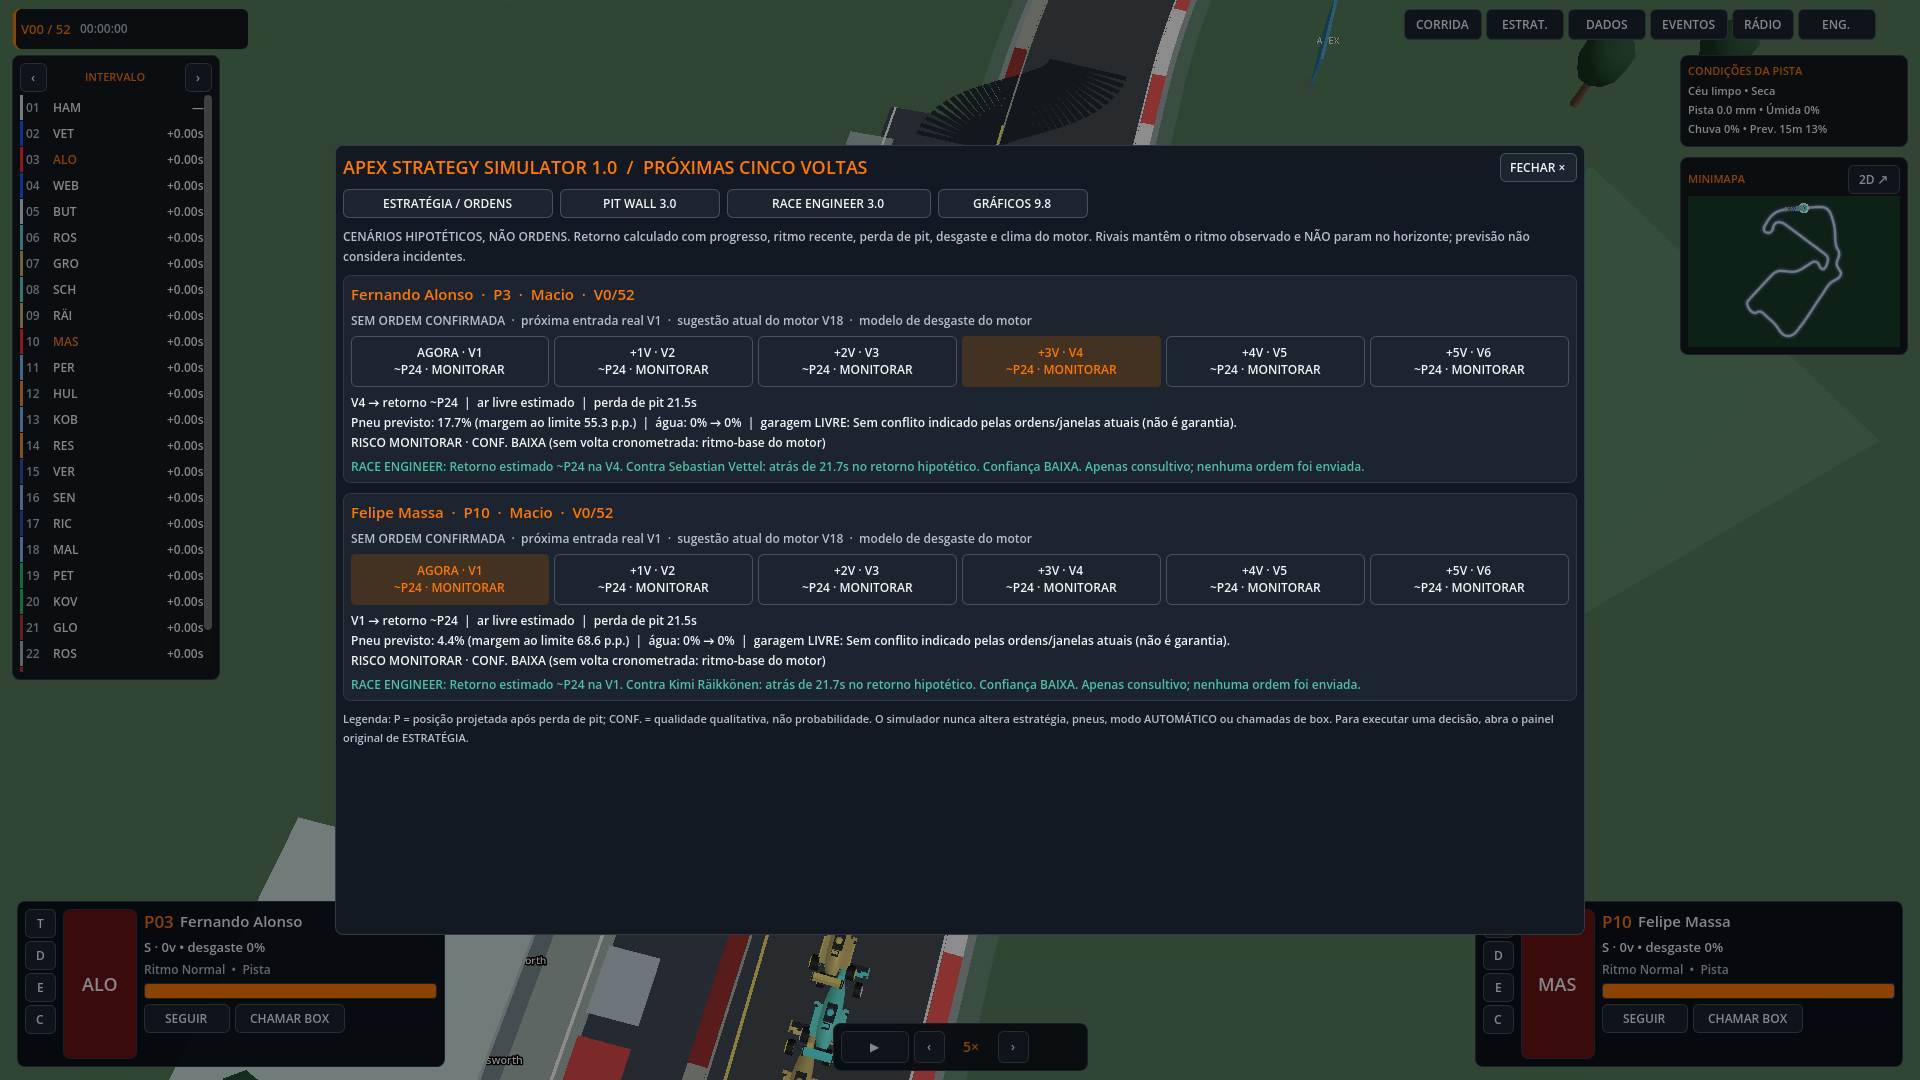 V00 / 52 00:00:00
CORRIDA ESTRAT. DADOS EVENTOS RÁDIO ENG.
‹ INTERVALO ›
01 HAM —
02 VET +0.00s
03 ALO +0.00s
04 WEB +0.00s
05 BUT +0.00s
06 ROS +0.00s
07 GRO +0.00s
08 SCH +0.00s
09 RÄI +0.00s
10 MAS +0.00s
11 PER +0.00s
12 HUL +0.00s
13 KOB +0.00s
14 RES +0.00s
15 VER +0.00s
16 SEN +0.00s
17 RIC +0.00s
18 MAL +0.00s
19 PET +0.00s
20 KOV +0.00s
21 GLO +0.00s
22 ROS +0.00s
APEX
CONDIÇÕES DA PISTA
Céu limpo • Seca
Pista 0.0 mm • Úmida 0%
Chuva 0% • Prev. 15m 13%
MINIMAPA 2D ↗
APEX STRATEGY SIMULATOR 1.0 / PRÓXIMAS CINCO VOLTAS FECHAR ×
ESTRATÉGIA / ORDENS PIT WALL 3.0 RACE ENGINEER 3.0 GRÁFICOS 9.8
CENÁRIOS HIPOTÉTICOS, NÃO ORDENS. Retorno calculado com progresso, ritmo recente, perda de pit, desgaste e clima do motor. Rivais mantêm o ritmo observado e NÃO param no horizonte; previsão não
considera incidentes.
Fernando Alonso · P3 · Macio · V0/52
SEM ORDEM CONFIRMADA · próxima entrada real V1 · sugestão atual do motor V18 · modelo de desgaste do motor
AGORA · V1 +1V · V2 +2V · V3 +3V · V4 +4V · V5 +5V · V6
~P24 · MONITORAR ~P24 · MONITORAR ~P24 · MONITORAR ~P24 · MONITORAR ~P24 · MONITORAR ~P24 · MONITORAR
V4 → retorno ~P24 | ar livre estimado | perda de pit 21.5s
Pneu previsto: 17.7% (margem ao limite 55.3 p.p.) | água: 0% → 0% | garagem LIVRE: Sem conflito indicado pelas ordens/janelas atuais (não é garantia).
RISCO MONITORAR · CONF. BAIXA (sem volta cronometrada: ritmo-base do motor)
RACE ENGINEER: Retorno estimado ~P24 na V4. Contra Sebastian Vettel: atrás de 21.7s no retorno hipotético. Confiança BAIXA. Apenas consultivo; nenhuma ordem foi enviada.
Felipe Massa · P10 · Macio · V0/52
SEM ORDEM CONFIRMADA · próxima entrada real V1 · sugestão atual do motor V18 · modelo de desgaste do motor
AGORA · V1 +1V · V2 +2V · V3 +3V · V4 +4V · V5 +5V · V6
~P24 · MONITORAR ~P24 · MONITORAR ~P24 · MONITORAR ~P24 · MONITORAR ~P24 · MONITORAR ~P24 · MONITORAR
V1 → retorno ~P24 | ar livre estimado | perda de pit 21.5s
Pneu previsto: 4.4% (margem ao limite 68.6 p.p.) | água: 0% → 0% | garagem LIVRE: Sem conflito indicado pelas ordens/janelas atuais (não é garantia).
RISCO MONITORAR · CONF. BAIXA (sem volta cronometrada: ritmo-base do motor)
RACE ENGINEER: Retorno estimado ~P24 na V1. Contra Kimi Räikkönen: atrás de 21.7s no retorno hipotético. Confiança BAIXA. Apenas consultivo; nenhuma ordem foi enviada.
Legenda: P = posição projetada após perda de pit; CONF. = qualidade qualitativa, não probabilidade. O simulador nunca altera estratégia, pneus, modo AUTOMÁTICO ou chamadas de box. Para executar uma decisão, abra o painel
original de ESTRATÉGIA.
T D E C
ALO
P03 Fernando Alonso
S · 0v • desgaste 0%
Ritmo Normal • Pista
SEGUIR CHAMAR BOX
orth
sworth
▶ ‹ 5× ›
D E C
MAS
P10 Felipe Massa
S · 0v • desgaste 0%
Ritmo Normal • Pista
SEGUIR CHAMAR BOX